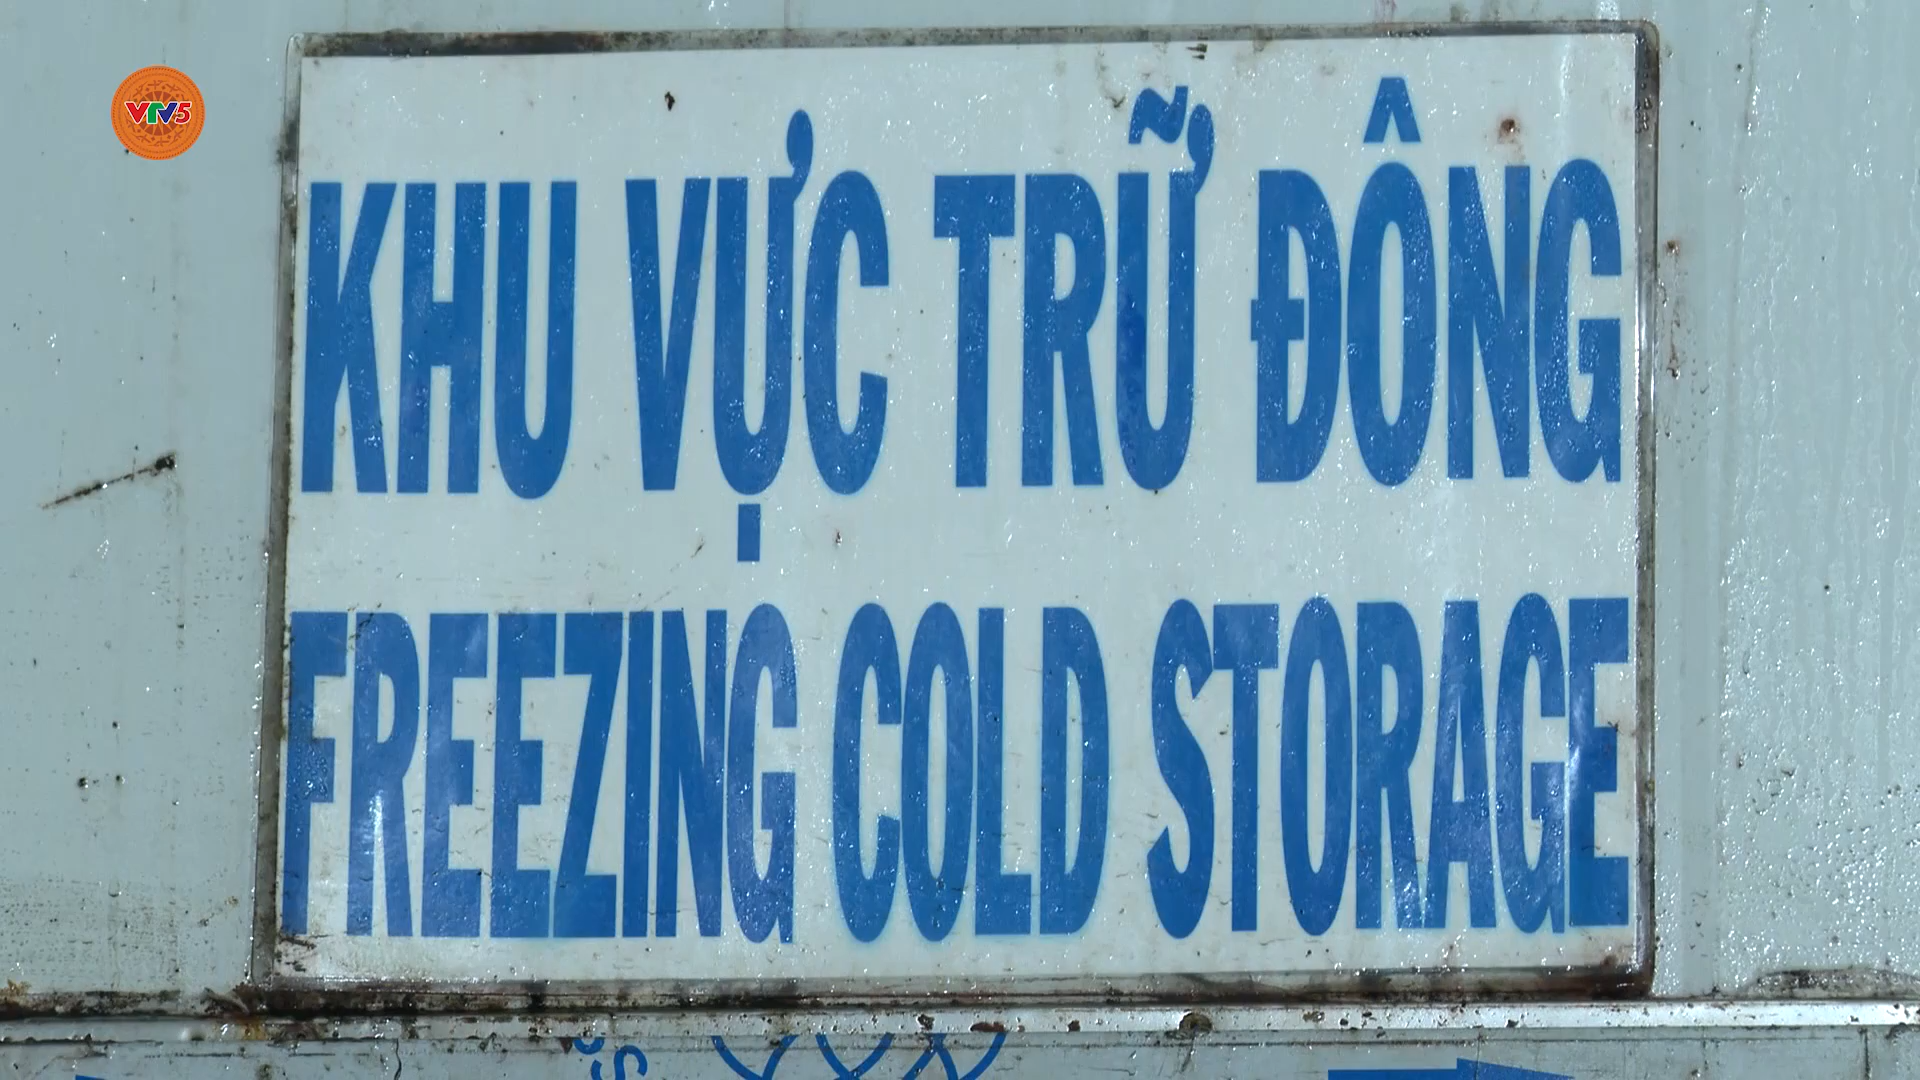 VTV5
KHU VỰC TRỮ ĐÔNG
FREEZING COLD STORAGE